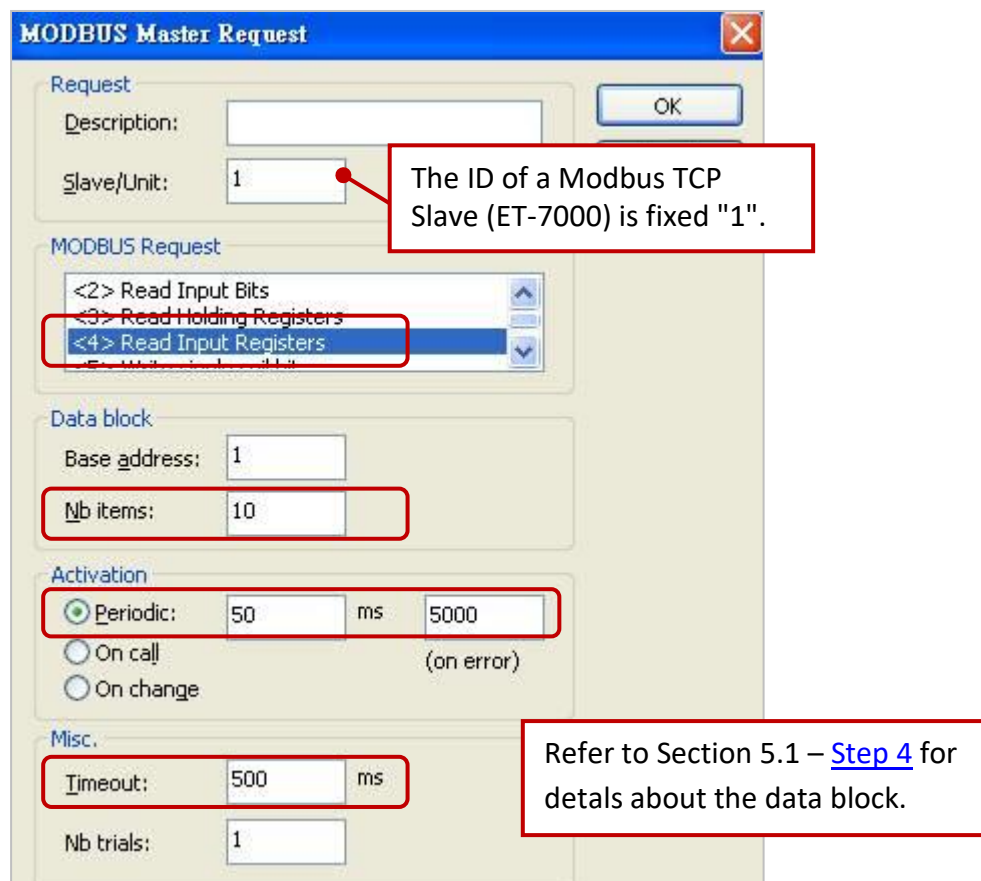 MODBUS Master Request
Request
OK
Description:
Slave/Unit:
1
The ID of a Modbus TCP
Slave (ET-7000) is fixed "1".
MODBUS Request
<2> Read Input Bits
<3> Read Holding Registers
<4> Read Input Registers
Data block
Base address:
1
Nb items:
10
Activation
Periodic:
50
ms
5000
On call
(on error)
On change
Misc.
Timeout:
500
ms
Refer to Section 5.1 – Step 4 for
detals about the data block.
Nb trials:
1